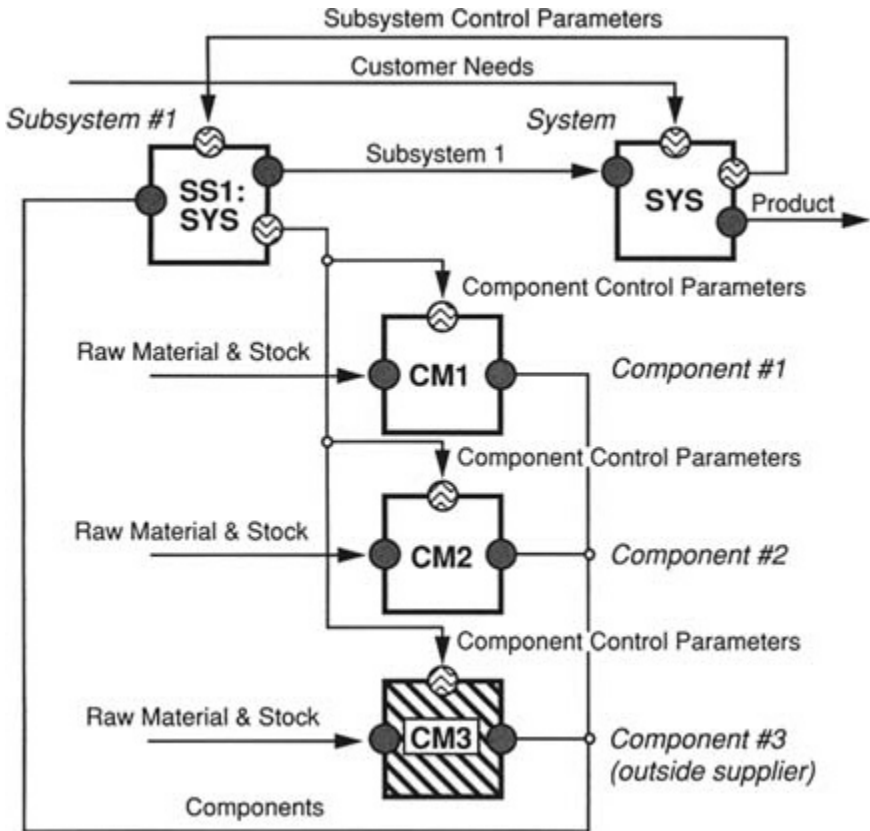 Subsystem Control Parameters
Customer Needs
Subsystem #1
System
Subsystem 1
SS1:
SYS
SYS
Product
Component Control Parameters
Raw Material & Stock
CM1
Component #1
Component Control Parameters
Raw Material & Stock
CM2
Component #2
Component Control Parameters
Raw Material & Stock
CM3
Component #3
(outside supplier)
Components